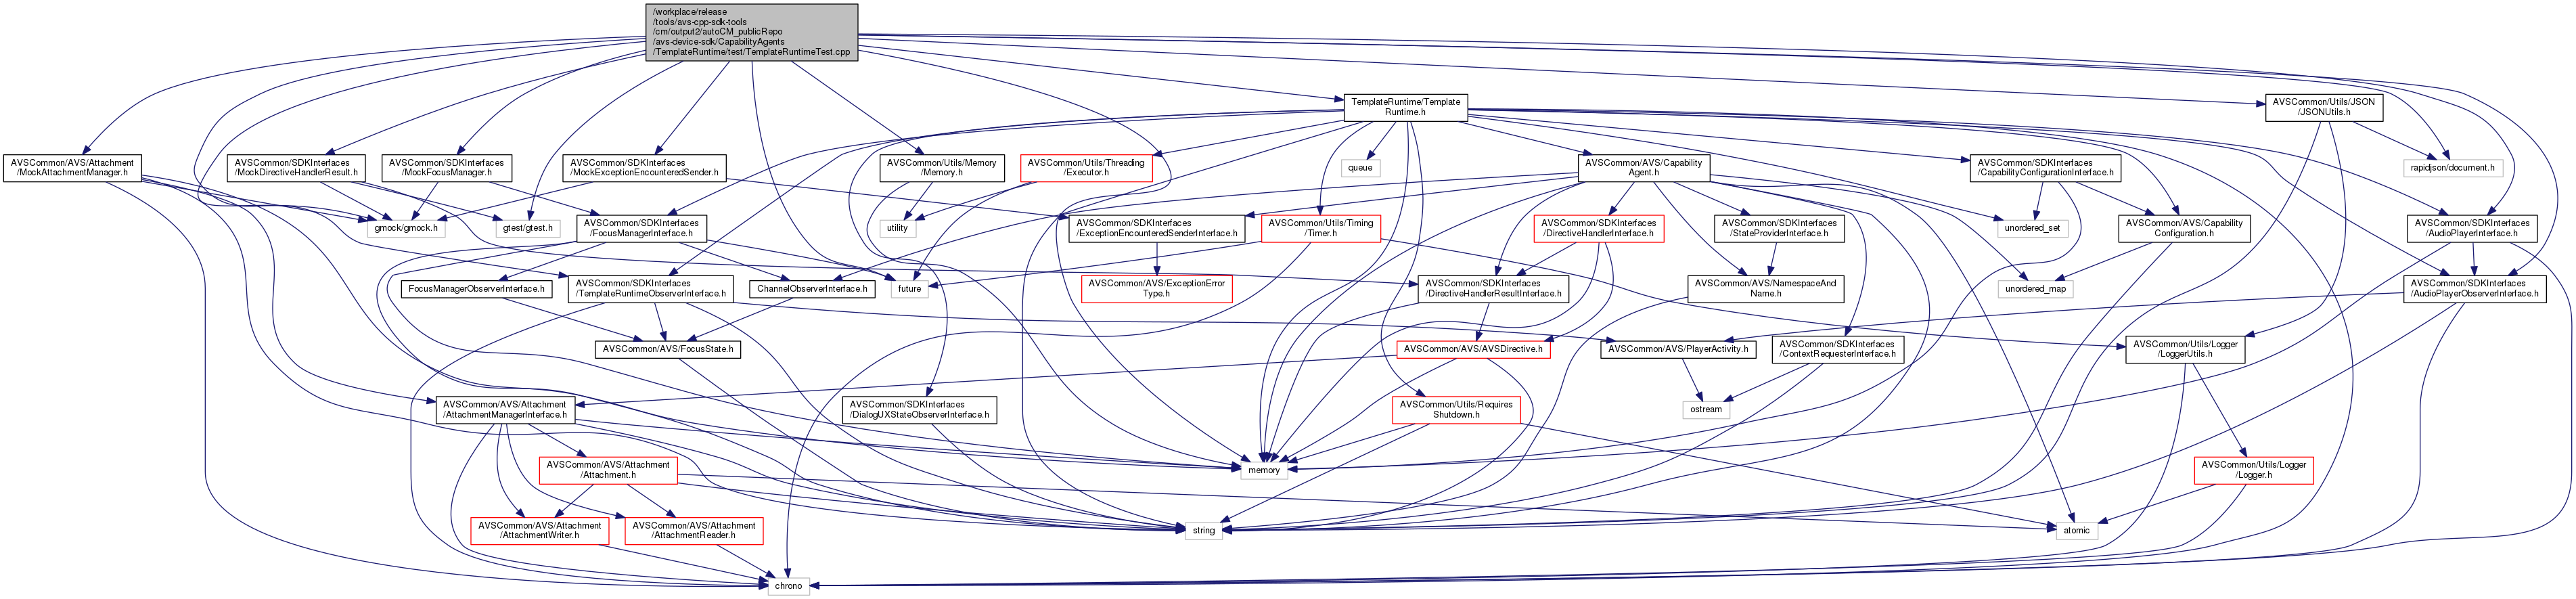 /workplace/release
/tools/avs-cpp-sdk-tools
/cm/output2/autoCM_publicRepo
/avs-device-sdk/CapabilityAgents
/TemplateRuntime/test/TemplateRuntimeTest.cpp
TemplateRuntime/Template
Runtime.h
AVSCommon/Utils/JSON
/JSONUtils.h
AVSCommon/AVS/Attachment
/MockAttachmentManager.h
AVSCommon/SDKInterfaces
/MockDirectiveHandlerResult.h
AVSCommon/SDKInterfaces
/MockFocusManager.h
AVSCommon/SDKInterfaces
/MockExceptionEncounteredSender.h
AVSCommon/Utils/Memory
/Memory.h
AVSCommon/Utils/Threading
/Executor.h
queue
AVSCommon/AVS/Capability
Agent.h
AVSCommon/SDKInterfaces
/CapabilityConfigurationInterface.h
rapidjson/document.h
gmock/gmock.h
gtest/gtest.h
AVSCommon/SDKInterfaces
/FocusManagerInterface.h
utility
AVSCommon/SDKInterfaces
/ExceptionEncounteredSenderInterface.h
AVSCommon/Utils/Timing
/Timer.h
AVSCommon/SDKInterfaces
/DirectiveHandlerInterface.h
AVSCommon/SDKInterfaces
/StateProviderInterface.h
unordered_set
AVSCommon/AVS/Capability
Configuration.h
AVSCommon/SDKInterfaces
/AudioPlayerInterface.h
FocusManagerObserverInterface.h
AVSCommon/SDKInterfaces
/TemplateRuntimeObserverInterface.h
ChannelObserverInterface.h
future
AVSCommon/AVS/ExceptionError
Type.h
AVSCommon/SDKInterfaces
/DirectiveHandlerResultInterface.h
AVSCommon/AVS/NamespaceAnd
Name.h
unordered_map
AVSCommon/SDKInterfaces
/AudioPlayerObserverInterface.h
AVSCommon/AVS/FocusState.h
AVSCommon/AVS/AVSDirective.h
AVSCommon/AVS/PlayerActivity.h
AVSCommon/SDKInterfaces
/ContextRequesterInterface.h
AVSCommon/Utils/Logger
/LoggerUtils.h
AVSCommon/AVS/Attachment
/AttachmentManagerInterface.h
AVSCommon/SDKInterfaces
/DialogUXStateObserverInterface.h
AVSCommon/Utils/Requires
Shutdown.h
ostream
AVSCommon/AVS/Attachment
/Attachment.h
memory
AVSCommon/Utils/Logger
/Logger.h
AVSCommon/AVS/Attachment
/AttachmentWriter.h
AVSCommon/AVS/Attachment
/AttachmentReader.h
string
atomic
chrono